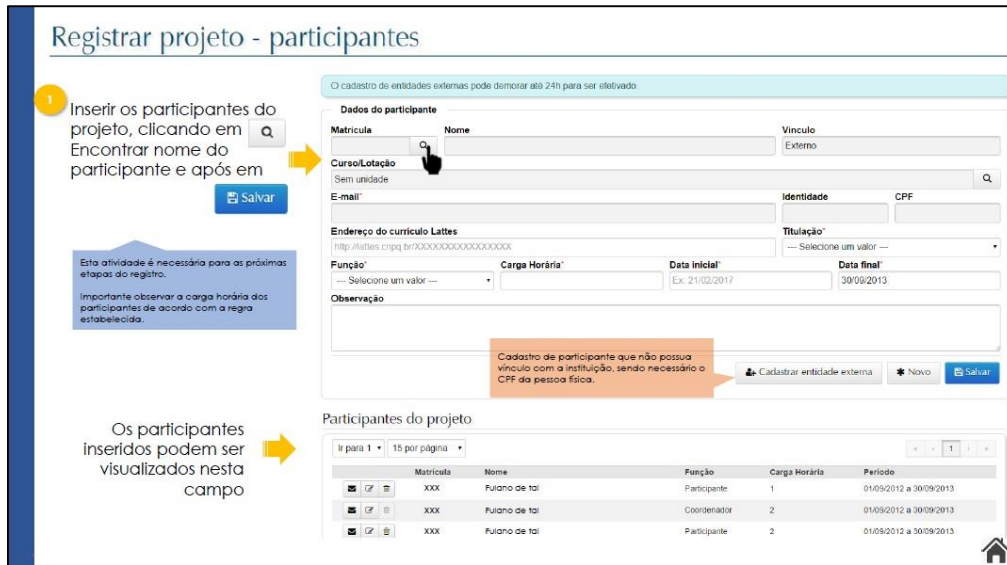 Registrar projeto - participantes
1
Inserir os participantes do
projeto, clicando em
Encontrar nome do
participante e após em
Salvar
Esta atividade é necessária para as próximas
etapas do registro.
Importante observar a carga horária dos
participantes de acordo com a regra
estabelecida.
O cadastro de entidades externas pode demorar até 24h para ser efetivado.
Dados do participante
Matrícula Nome Vínculo
Externo
Curso/Lotação
Sem unidade
E-mail* Identidade CPF
Endereço do currículo Lattes Titulação*
http://lattes.cnpq.br/XXXXXXXXXXXXXXXX --- Selecione um valor ---
Função* Carga Horária* Data inicial* Data final*
--- Selecione um valor --- Ex: 21/02/2017 30/09/2013
Observação
Cadastro de participante que não possua
vínculo com a instituição, sendo necessário o
CPF da pessoa física.
Cadastrar entidade externa Novo Salvar
Os participantes
inseridos podem ser
visualizados nesta
campo
Participantes do projeto
Ir para 1 15 por página 1
Matrícula Nome Função Carga Horária Período
XXX Fulano de tal Participante 1 01/09/2012 a 30/09/2013
XXX Fulano de tal Coordenador 2 01/09/2012 a 30/09/2013
XXX Fulano de tal Participante 2 01/09/2012 a 30/09/2013